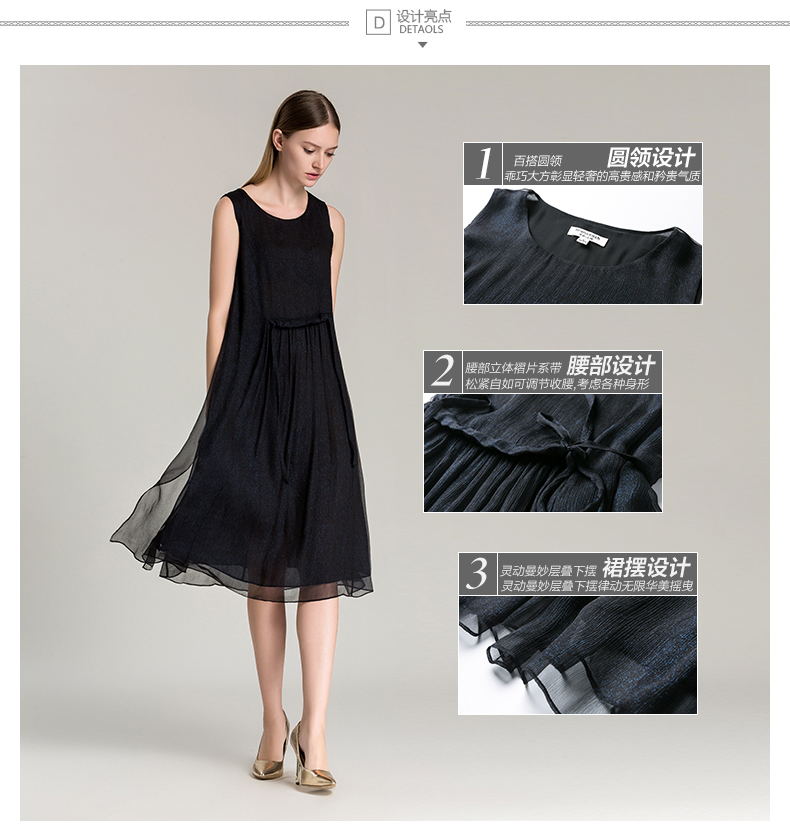 D
设计亮点
DETAOLS
1
百搭圆领
圆领设计
乖巧大方彰显轻奢的高贵感和矜贵气质
2
腰部立体褶片系带
腰部设计
松紧自如可调节收腰,考虑各种身形
3
灵动曼妙层叠下摆
裙摆设计
灵动曼妙层叠下摆律动无限华美摇曳